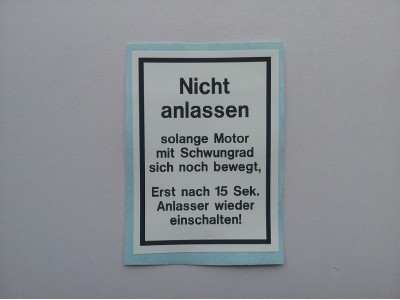 Nicht
anlassen
solange Motor
mit Schwungrad
sich noch bewegt,
Erst nach 15 Sek.
Anlasser wieder
einschalten!